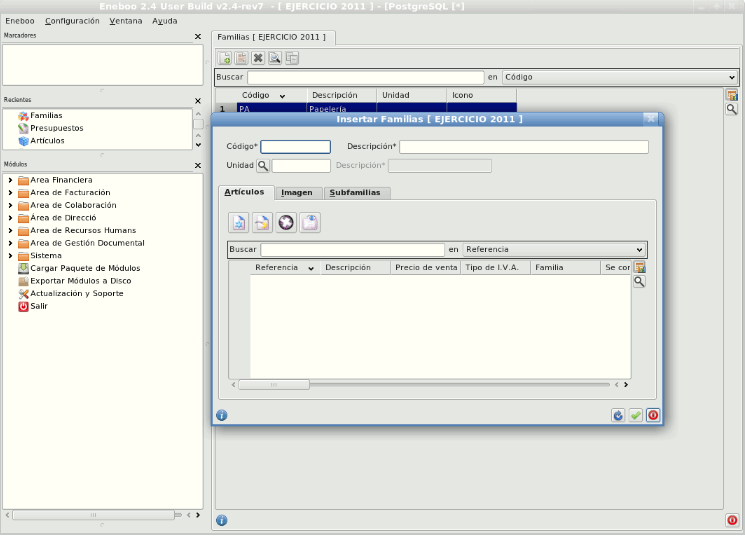 Eneboo 2.4 User Build v2.4-rev7 - [ EJERCICIO 2011 ] - [PostgreSQL [*]
Eneboo Configuración Ventana Ayuda
Marcadores
Recientes
Familias
Presupuestos
Artículos
Módulos
Area Financiera
Area de Facturación
Area de Colaboración
Área de Direcció
Area de Recursos Humans
Area de Gestión Documental
Sistema
Cargar Paquete de Módulos
Exportar Módulos a Disco
Actualización y Soporte
Salir
Familias [ EJERCICIO 2011 ]
Buscar en Código
Código Descripción Unidad Icono
1 PA Papelería
Insertar Familias [ EJERCICIO 2011 ]
Código* Descripción*
Unidad Descripción*
Artículos Imagen Subfamilias
Buscar en Referencia
Referencia Descripción Precio de venta Tipo de I.V.A. Familia Se cor